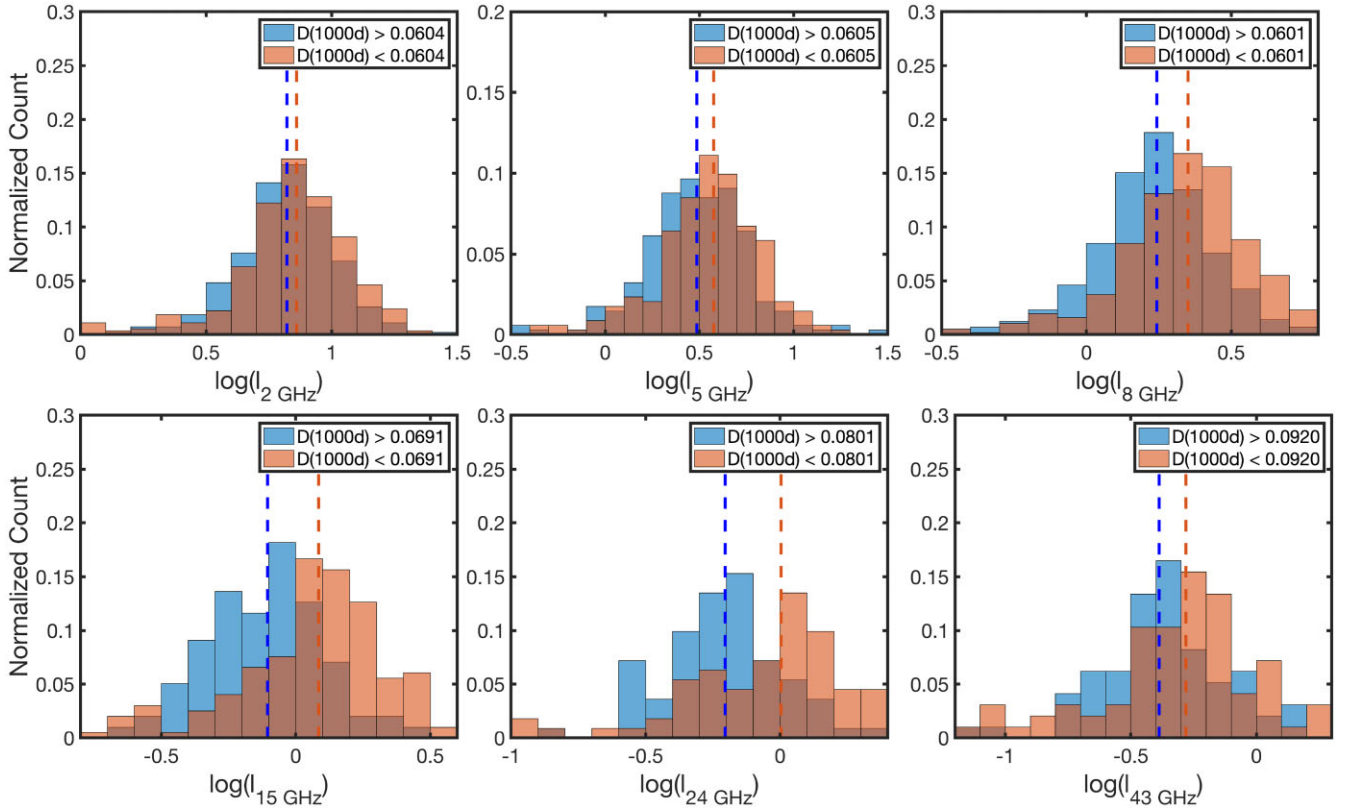 Normalized Count
0.3
0.25
0.2
0.15
0.1
0.05
0
D(1000d) > 0.0604
D(1000d) < 0.0604
0 0.5 1 1.5
log(I2 GHz)
0.2
0.15
0.1
0.05
0
D(1000d) > 0.0605
D(1000d) < 0.0605
-0.5 0 0.5 1 1.5
log(I5 GHz)
0.3
0.25
0.2
0.15
0.1
0.05
0
D(1000d) > 0.0601
D(1000d) < 0.0601
-0.5 0 0.5
log(I8 GHz)
Normalized Count
0.3
0.25
0.2
0.15
0.1
0.05
0
D(1000d) > 0.0691
D(1000d) < 0.0691
-0.5 0 0.5
log(I15 GHz)
0.3
0.25
0.2
0.15
0.1
0.05
0
D(1000d) > 0.0801
D(1000d) < 0.0801
-1 -0.5 0
log(I24 GHz)
0.3
0.25
0.2
0.15
0.1
0.05
0
D(1000d) > 0.0920
D(1000d) < 0.0920
-1 -0.5 0
log(I43 GHz)